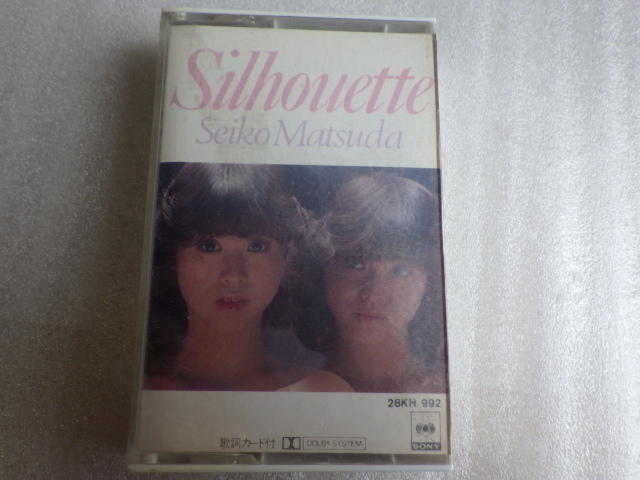 Silhouette
Seiko Matsuda
28KH 992
歌詞カード付 DOLBY SYSTEM
SONY